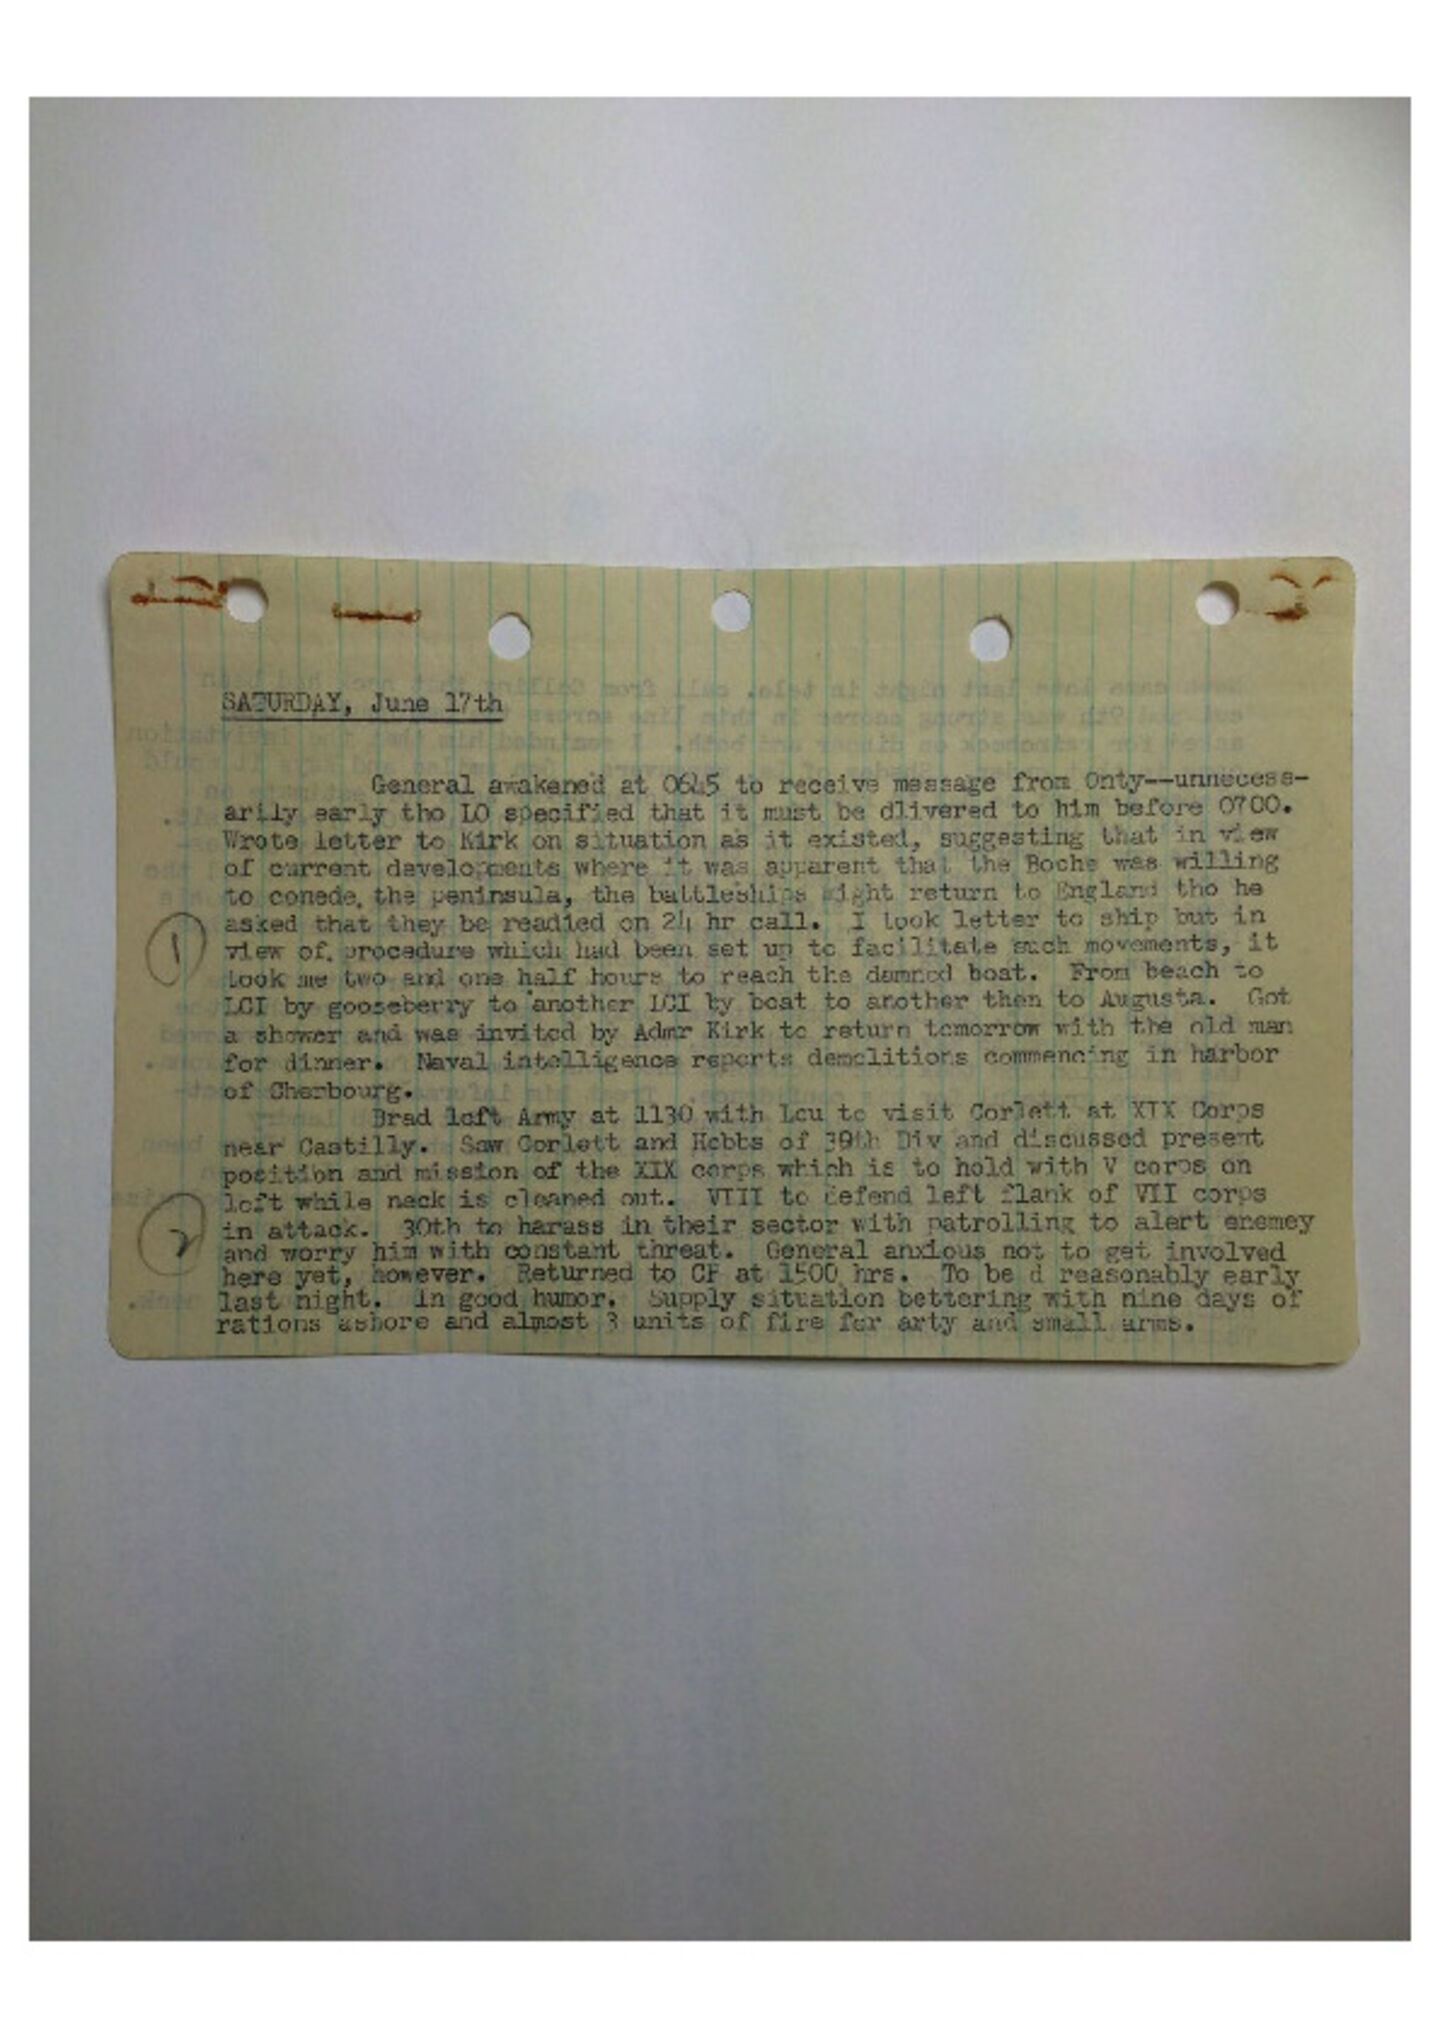 SATURDAY, June 17th
General awakened at 0645 to receive message from Onty--unnecess-
arily early tho LO specified that it must be dlivered to him before 0700.
Wrote letter to Kirk on situation as it existed, suggesting that in view
of current developments where it was apparent that the Boche was willing
to conede, the peninsula, the battleships might return to England tho he
asked that they be readied on 24 hr call. I took letter to ship but in
view of. procedure which had been set up to facilitate such movements, it
took me two and one half hours to reach the damned boat. From beach to
1
LCI by gooseberry to another LCI by boat to another then to Augusta. Got
a shower and was invited by Admr Kirk to return tomorrow with the old man
for dinner. Naval intelligence reports demolitions commencing in harbor
of Cherbourg.
Brad left Army at 1130 with Lou to visit Corlett at XIX Corps
near Castilly. Saw Corlett and Hobbs of 30th Div and discussed present
position and mission of the XIX corps which is to hold with V corps on
left while neck is cleaned out. VIII to defend left flank of VII corps
2
in attack. 30th to harass in their sector with patrolling to alert enemey
and worry him with constant threat. General anxious not to get involved
here yet, however. Returned to CP at 1500 hrs. To be d reasonably early
last night. In good humor. Supply situation bettering with nine days of
rations ashore and almost 3 units of fire for arty and small arms.